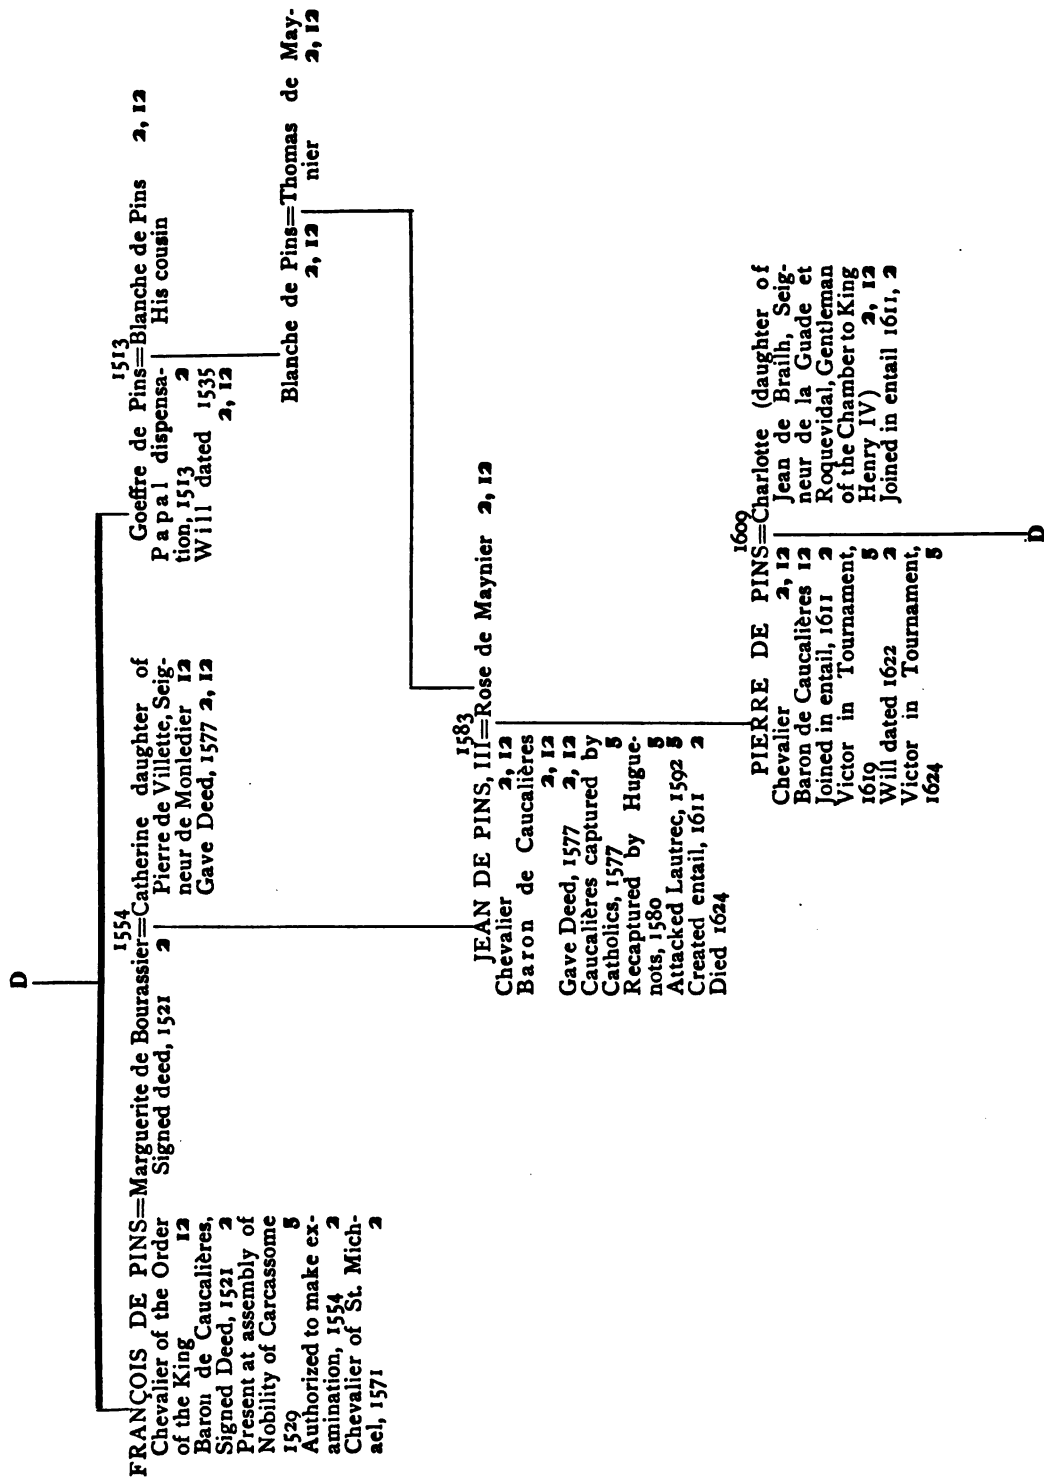 D
FRANÇOIS DE PINS=Marguerite de Bourassier=Catherine daughter of
1554
Chevalier of the Order
of the King 12
Baron de Caucalières,
Signed Deed, 1521 2
Present at assembly of
Nobility of Carcassome
1529 5
Authorized to make ex-
amination, 1554 2
Chevalier of St. Mich-
ael, 1571 2
Signed deed, 1521 2
Pierre de Villette, Seig-
neur de Monledier 12
Gave Deed, 1577 2, 12
1513
Goeffre de Pins=Blanche de Pins 2, 12
Papal dispensa-
tion, 1513 2
Will dated 1535
2, 12
His cousin
Blanche de Pins=Thomas de May-
2, 12
nier 2, 12
1583
JEAN DE PINS, III=Rose de Maynier 2, 12
Chevalier 2, 12
Baron de Caucalières
2, 12
Gave Deed, 1577 2, 12
Caucalières captured by
Catholics, 1577 5
Recaptured by Hugue-
nots, 1580 5
Attacked Lautrec, 1592 5
Created entail, 1611 2
Died 1624
1609
PIERRE DE PINS=Charlotte (daughter of
Chevalier 2, 12
Baron de Caucalières 12
Joined in entail, 1611 2
Victor in Tournament,
1619 5
Will dated 1622 2
Victor in Tournament,
1624 5
Jean de Brailh, Seig-
neur de la Guade et
Roquevidal, Gentleman
of the Chamber to King
Henry IV) 2, 12
Joined in entail 1611, 2
D